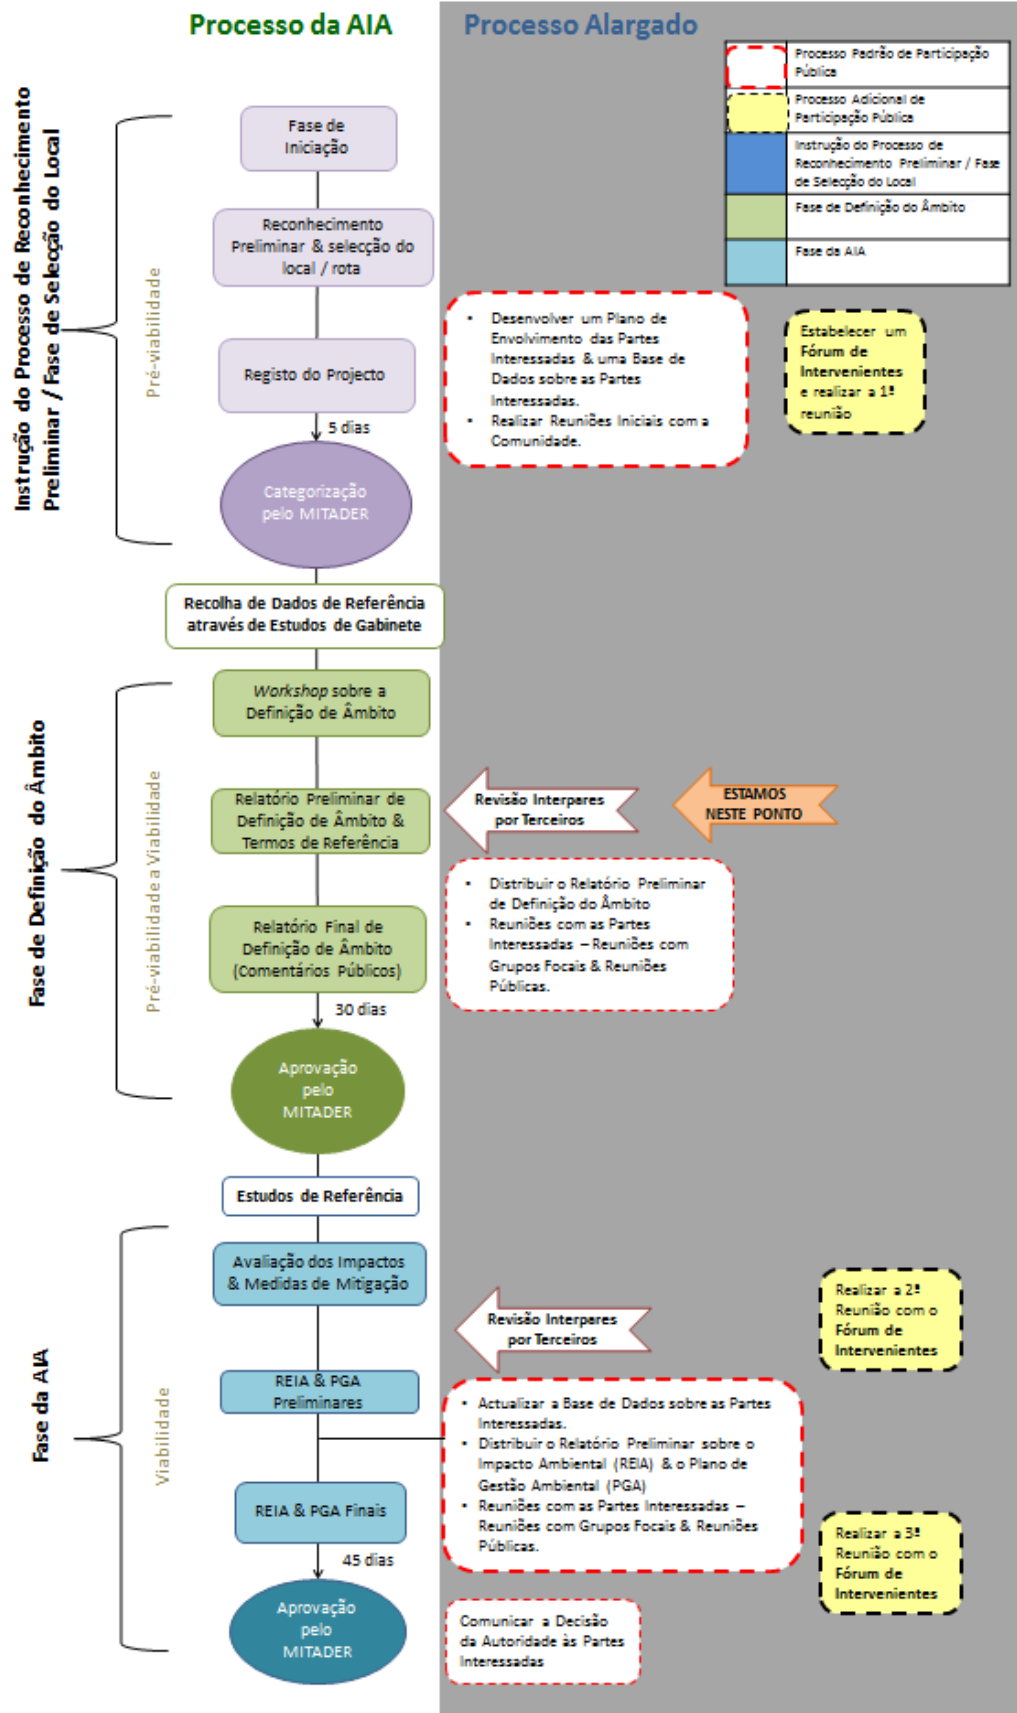 Processo da AIA
Processo Alargado
Processo Padrão de Participação
Pública
Processo Adicional de
Participação Pública
Instrução do Processo de
Reconhecimento Preliminar / Fase
de Selecção do Local
Fase de Definição do Âmbito
Fase da AIA
Instrução do Processo de Reconhecimento
Preliminar / Fase de Selecção do Local
Pré-viabilidade
Fase de
Iniciação
Reconhecimento
Preliminar & selecção do
local / rota
Registo do Projecto
5 dias
Categorização
pelo MITADER
• Desenvolver um Plano de
Envolvimento das Partes
Interessadas & uma Base de
Dados sobre as Partes
Interessadas.
• Realizar Reuniões Iniciais com a
Comunidade.
Estabelecer um
Fórum de
Intervenientes
e realizar a 1ª
reunião
Recolha de Dados de Referência
através de Estudos de Gabinete
Fase de Definição do Âmbito
Pré-viabilidade a Viabilidade
Workshop sobre a
Definição de Âmbito
Relatório Preliminar de
Definição de Âmbito &
Termos de Referência
Revisão Interpares
por Terceiros
ESTAMOS
NESTE PONTO
• Distribuir o Relatório Preliminar
de Definição do Âmbito
• Reuniões com as Partes
Interessadas – Reuniões com
Grupos Focais & Reuniões
Públicas.
Relatório Final de
Definição de Âmbito
(Comentários Públicos)
30 dias
Aprovação
pelo
MITADER
Estudos de Referência
Fase da AIA
Viabilidade
Avaliação dos Impactos
& Medidas de Mitigação
Revisão Interpares
por Terceiros
Realizar a 2ª
Reunião com o
Fórum de
Intervenientes
REIA & PGA
Preliminares
• Actualizar a Base de Dados sobre as Partes
Interessadas.
• Distribuir o Relatório Preliminar sobre o
Impacto Ambiental (REIA) & o Plano de
Gestão Ambiental (PGA)
• Reuniões com as Partes Interessadas –
Reuniões com Grupos Focais & Reuniões
Públicas.
REIA & PGA Finais
45 dias
Realizar a 3ª
Reunião com o
Fórum de
Intervenientes
Aprovação
pelo
MITADER
Comunicar a Decisão
da Autoridade às Partes
Interessadas